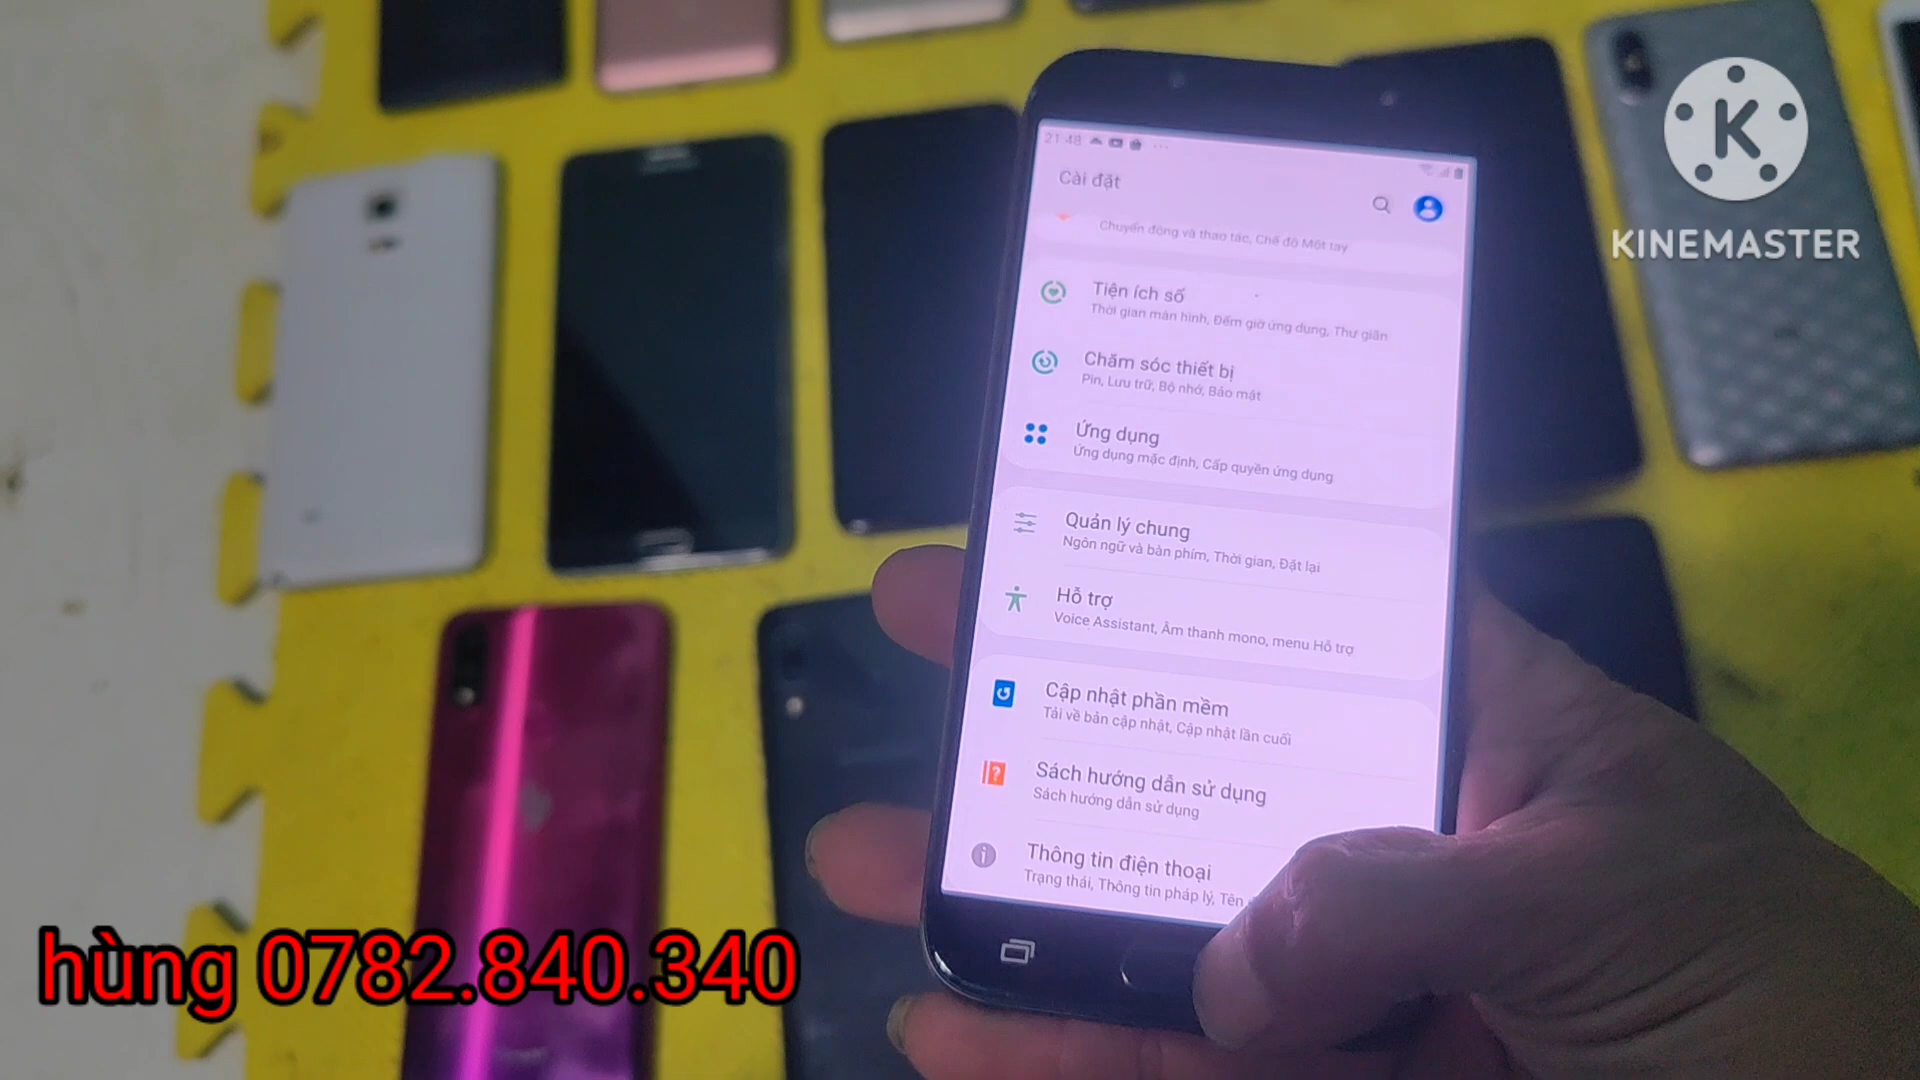 21:48
Cài đặt
Chuyển động và thao tác, Chế độ Một tay
Tiện ích số
Thời gian màn hình, Đếm giờ ứng dụng, Thư giãn
Chăm sóc thiết bị
Pin, Lưu trữ, Bộ nhớ, Bảo mật
Ứng dụng
Ứng dụng mặc định, Cấp quyền ứng dụng
Quản lý chung
Ngôn ngữ và bàn phím, Thời gian, Đặt lại
Hỗ trợ
Voice Assistant, Âm thanh mono, menu Hỗ trợ
Cập nhật phần mềm
Tải về bản cập nhật, Cập nhật lần cuối
Sách hướng dẫn sử dụng
Sách hướng dẫn sử dụng
Thông tin điện thoại
Trạng thái, Thông tin pháp lý, Tên
K
KINEMASTER
hùng 0782.840.340